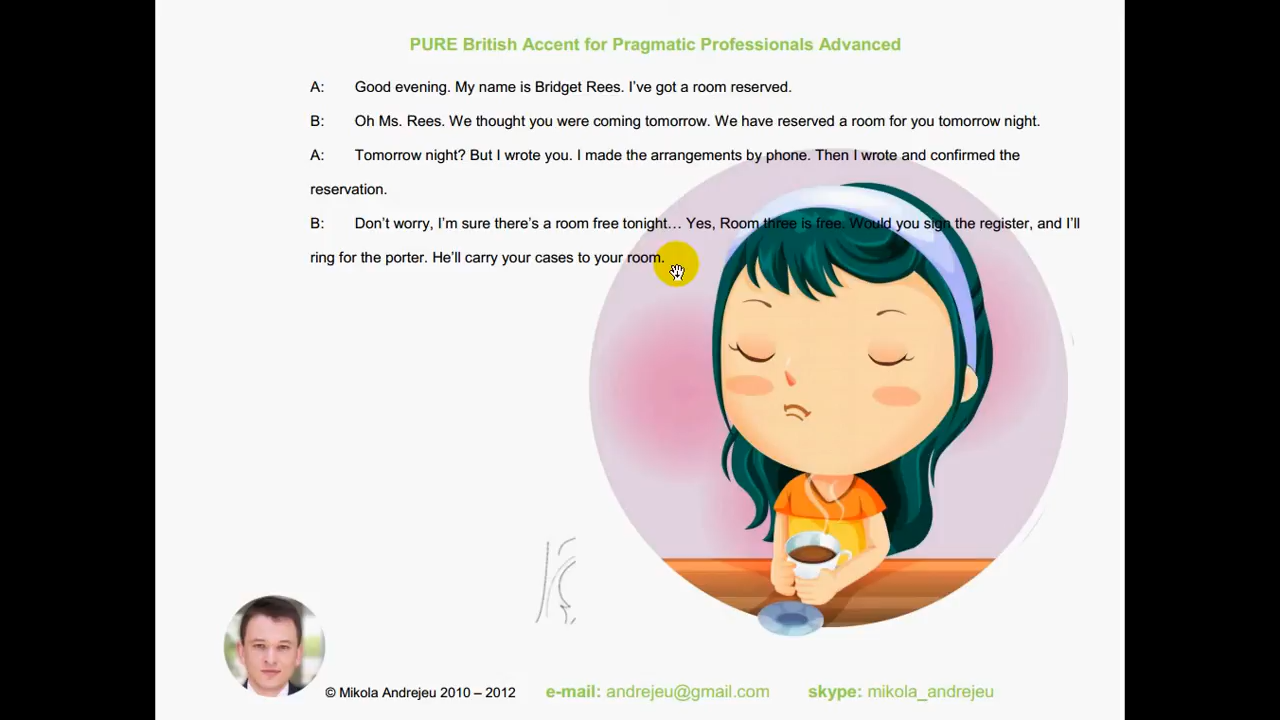 PURE British Accent for Pragmatic Professionals Advanced
A: Good evening. My name is Bridget Rees. I've got a room reserved.
B: Oh Ms. Rees. We thought you were coming tomorrow. We have reserved a room for you tomorrow night.
A: Tomorrow night? But I wrote you. I made the arrangements by phone. Then I wrote and confirmed the
reservation.
B: Don't worry, I'm sure there's a room free tonight… Yes, Room three is free. Would you sign the register, and I'll
ring for the porter. He'll carry your cases to your room.
© Mikola Andrejeu 2010 – 2012 e-mail: andrejeu@gmail.com skype: mikola_andrejeu